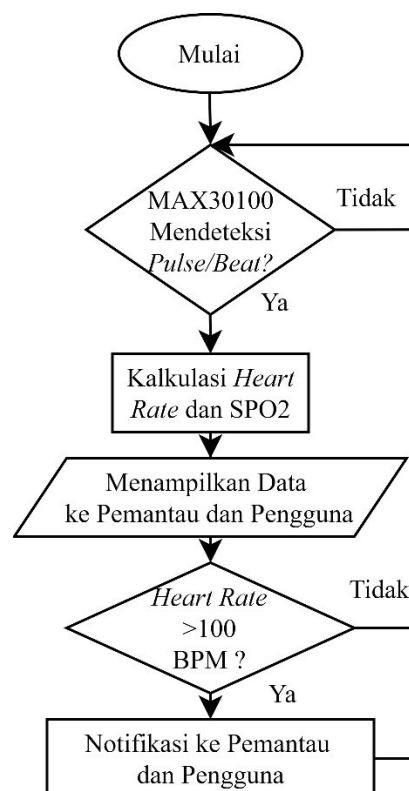 Mulai
MAX30100
Mendeteksi
Pulse/Beat?
Tidak
Ya
Kalkulasi Heart
Rate dan SPO2
Menampilkan Data
ke Pemantau dan Pengguna
Heart Rate
>100
BPM ?
Tidak
Ya
Notifikasi ke Pemantau
dan Pengguna